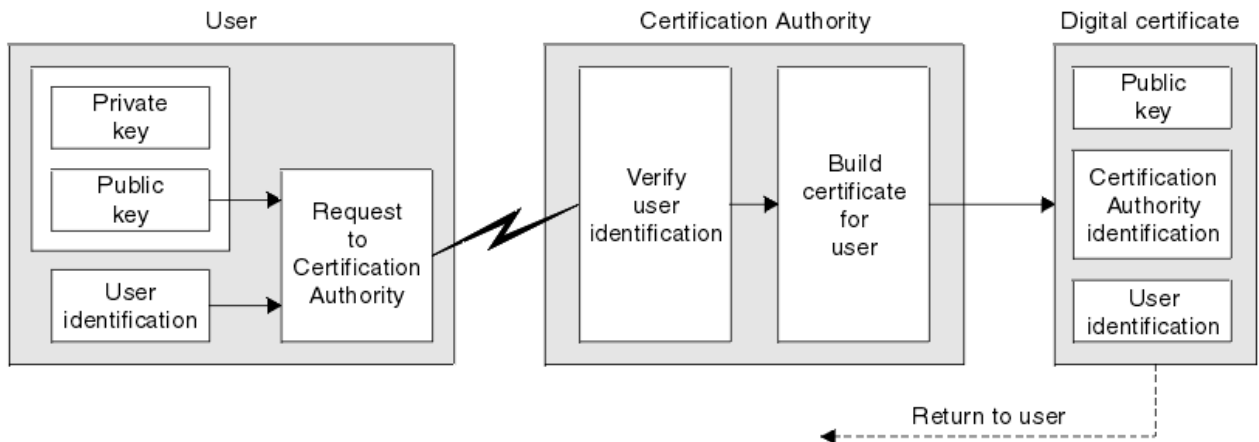 User
Certification Authority
Digital certificate
Private
key
Public
key
User
identification
Request
to
Certification
Authority
Verify
user
identification
Build
certificate
for
user
Public
key
Certification
Authority
identification
User
identification
Return to user